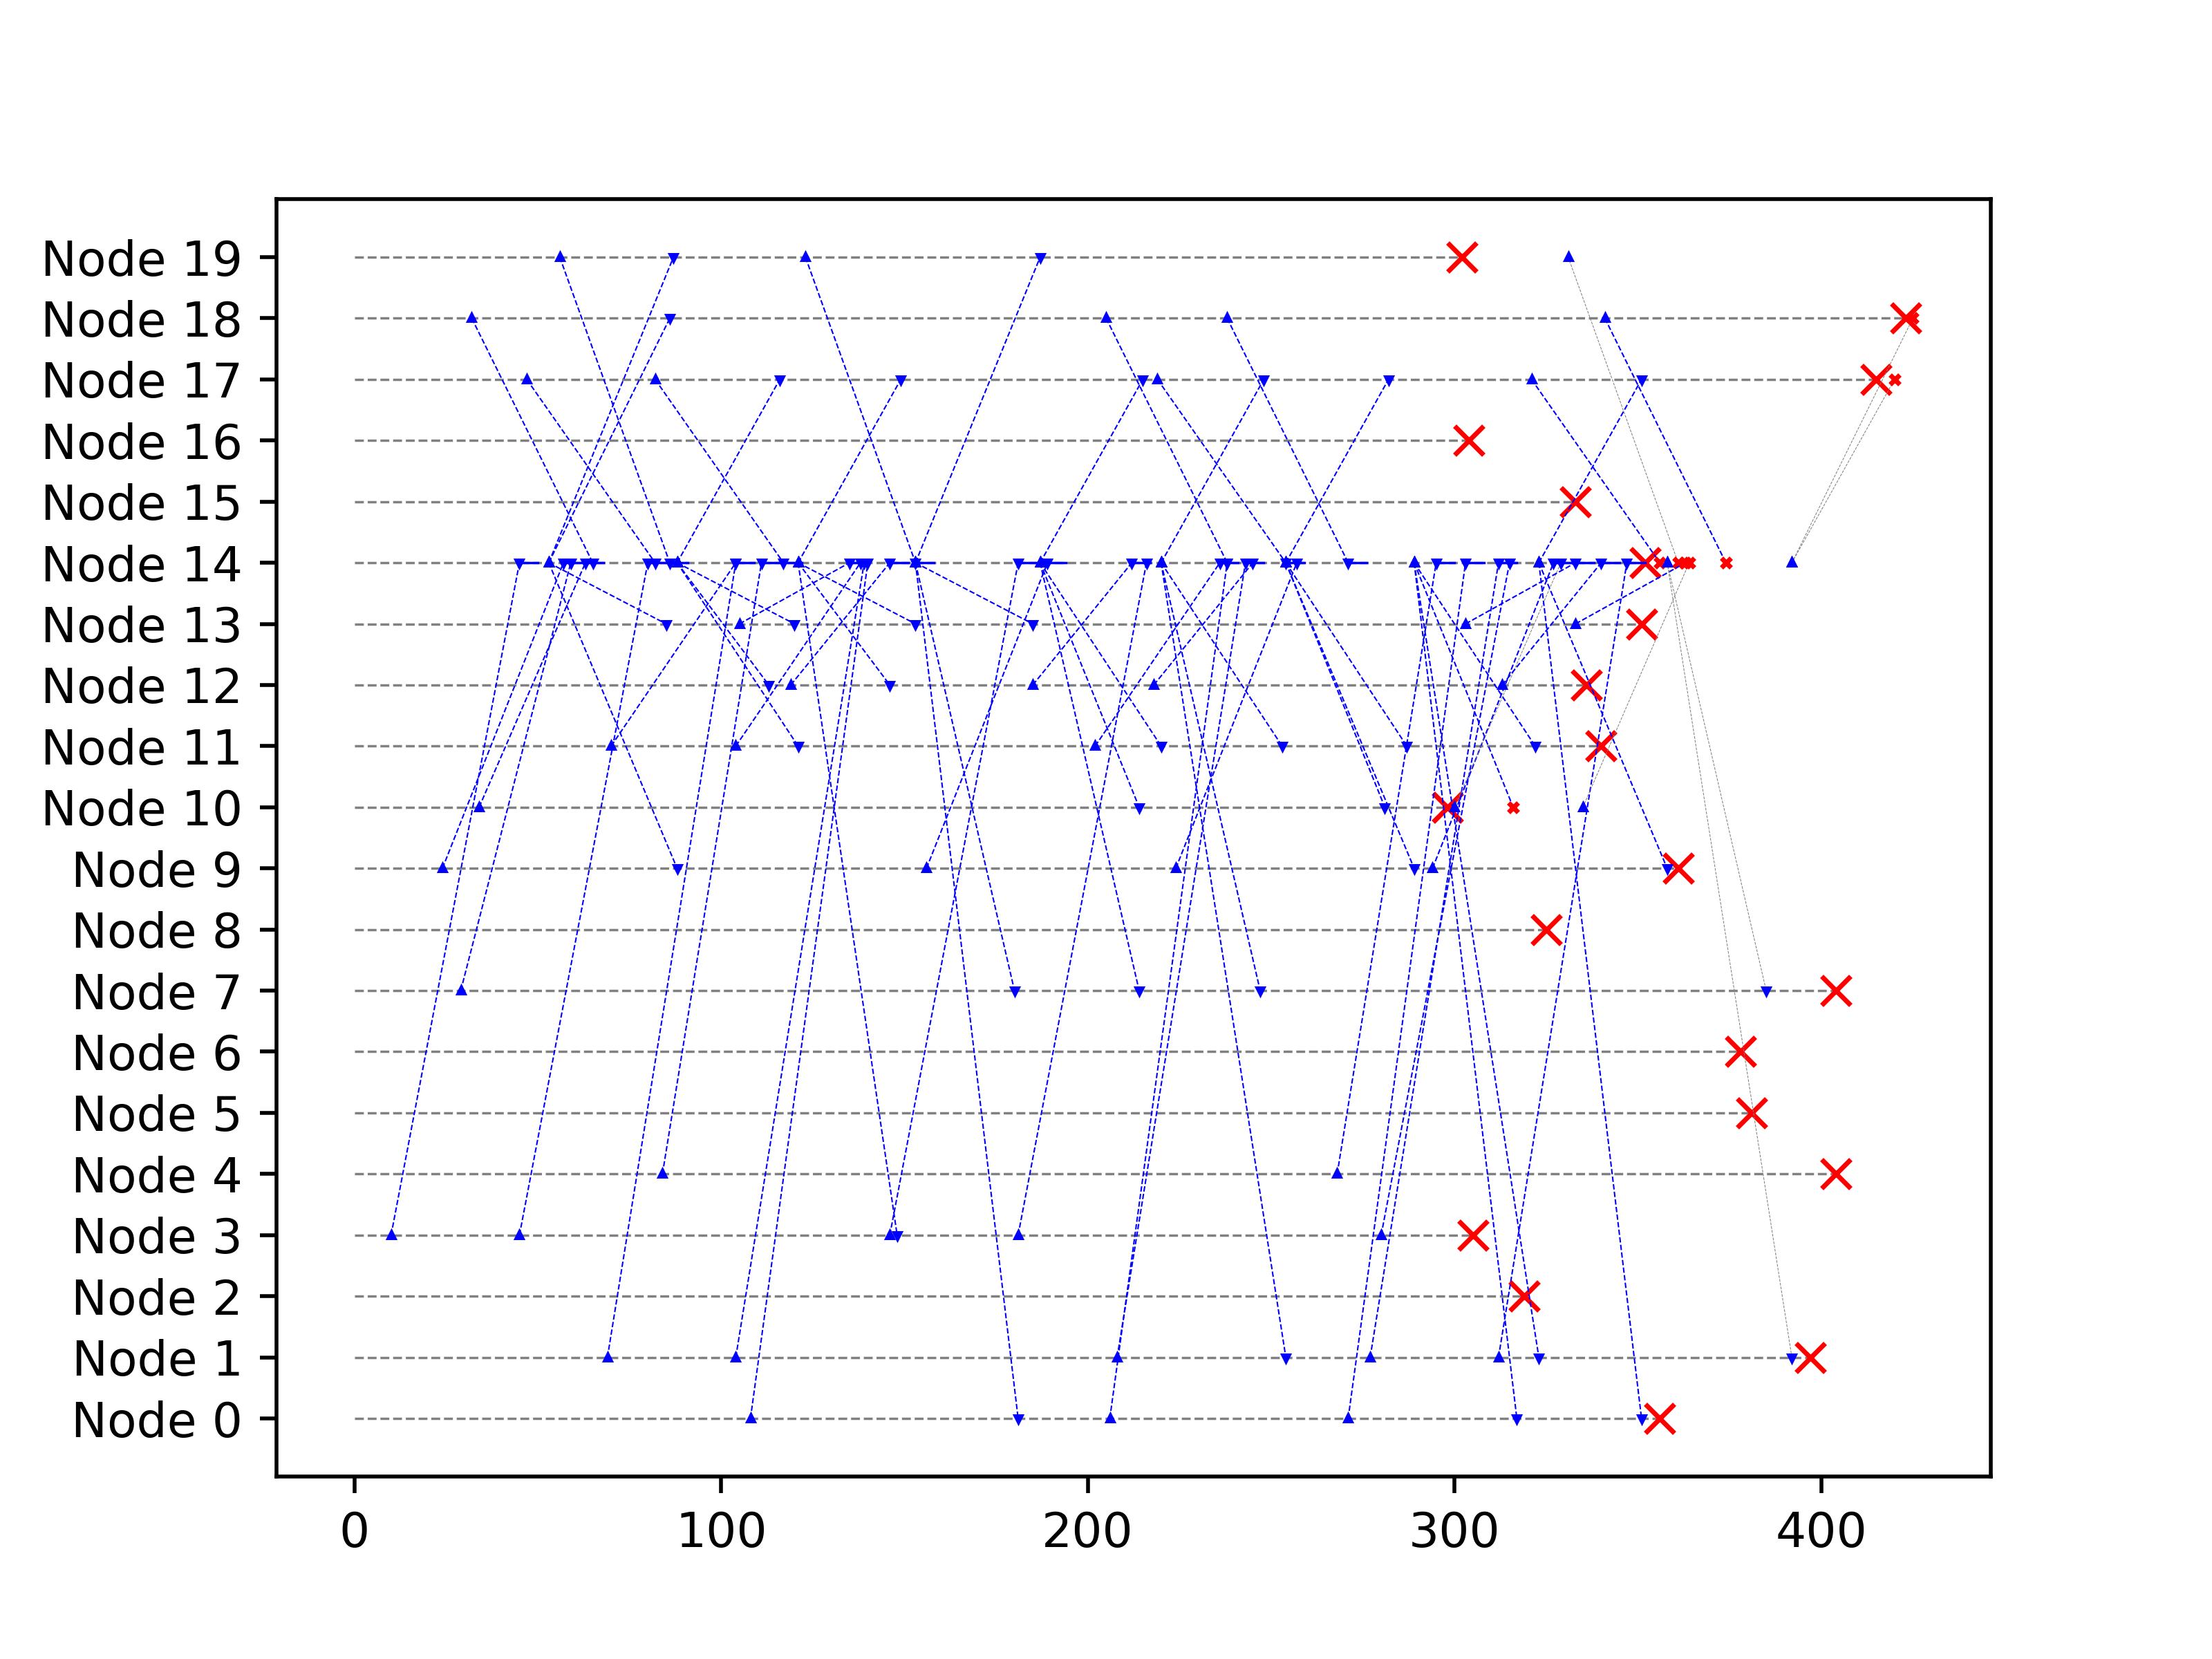 Node 19
Node 18
Node 17
Node 16
Node 15
Node 14
Node 13
Node 12
Node 11
Node 10
Node 9
Node 8
Node 7
Node 6
Node 5
Node 4
Node 3
Node 2
Node 1
Node 0
0 100 200 300 400